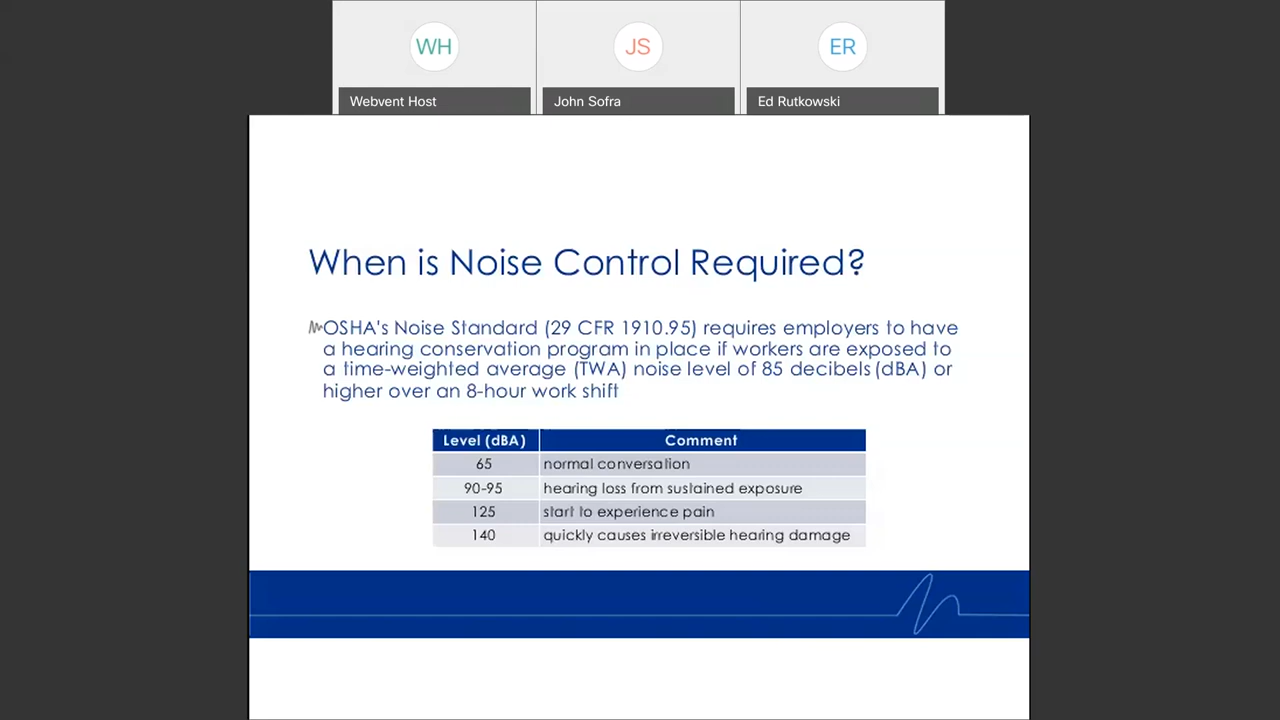 WH
JS
ER
Webvent Host
John Sofra
Ed Rutkowski
When is Noise Control Required?
OSHA's Noise Standard (29 CFR 1910.95) requires employers to have
a hearing conservation program in place if workers are exposed to
a time-weighted average (TWA) noise level of 85 decibels (dBA) or
higher over an 8-hour work shift
Level (dBA) Comment
65 normal conversation
90-95 hearing loss from sustained exposure
125 start to experience pain
140 quickly causes irreversible hearing damage